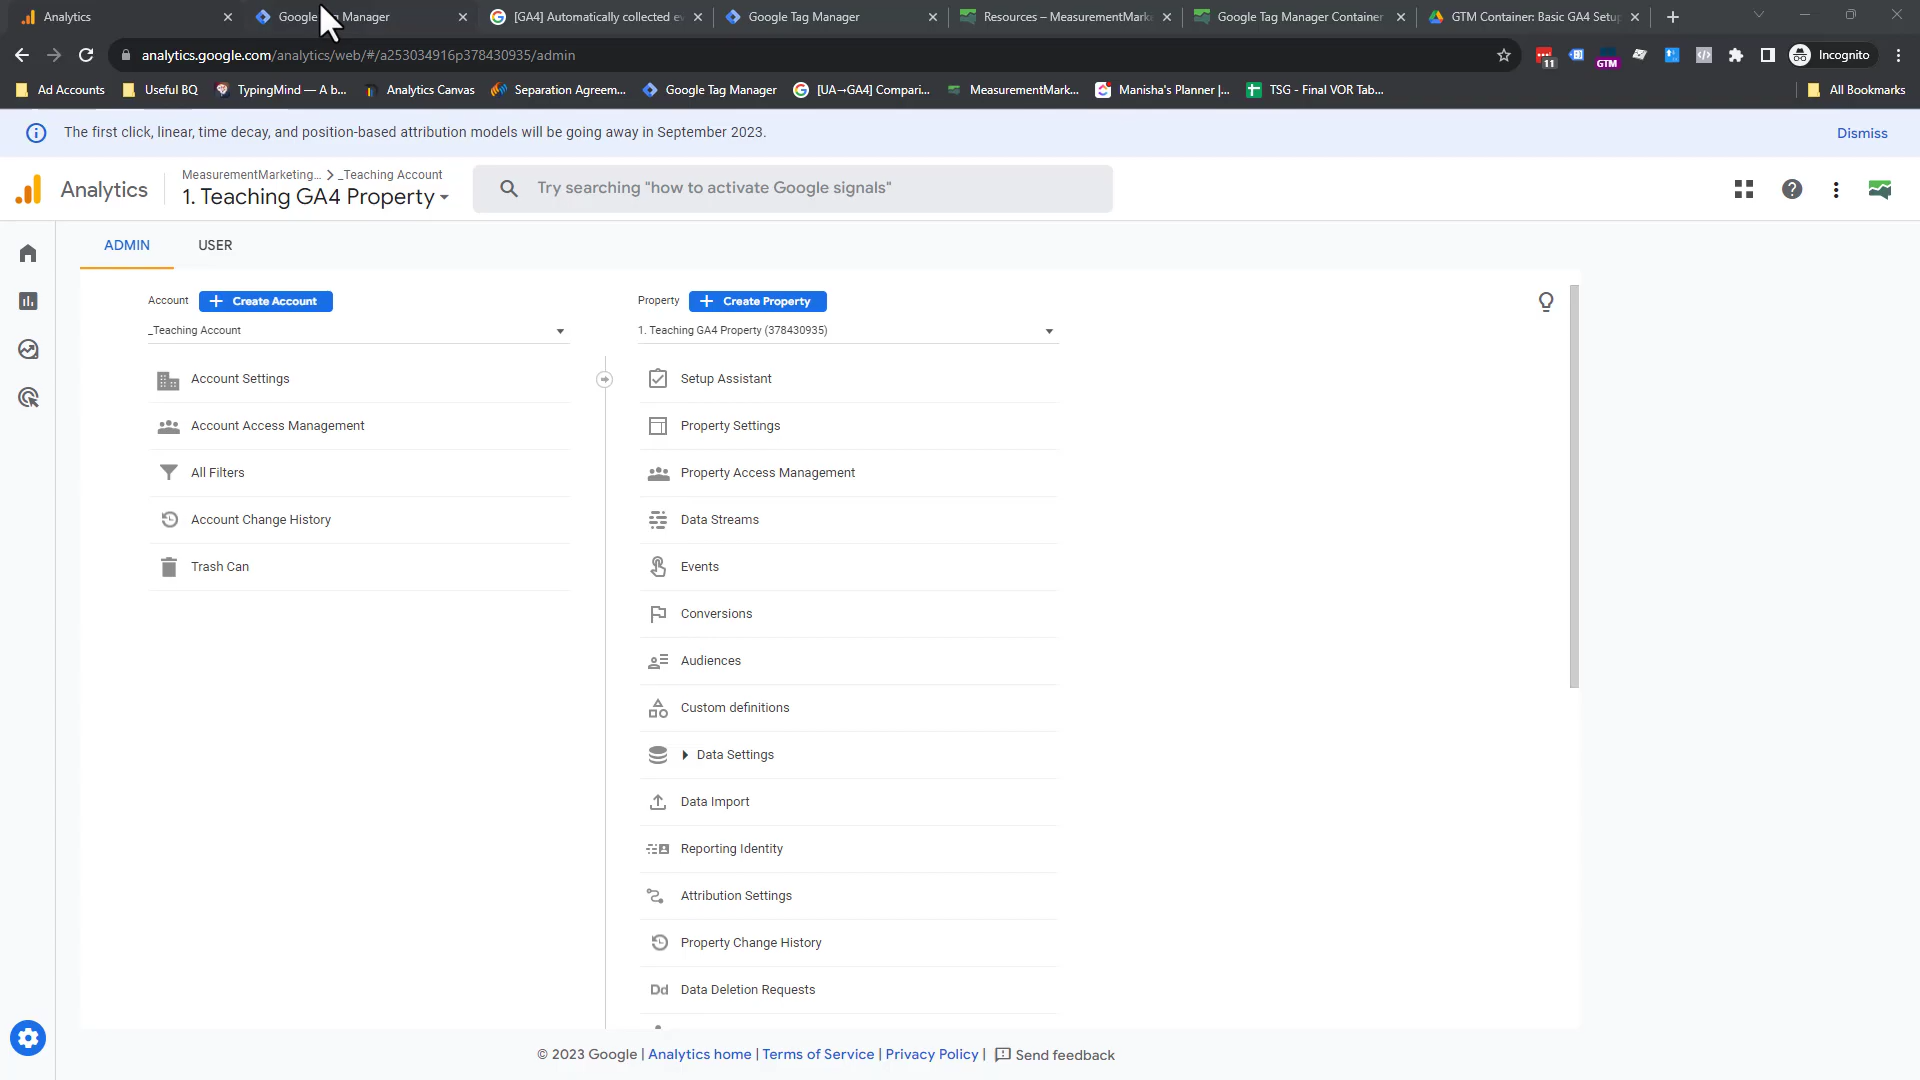 Analytics
Google Tag Manager
[GA4] Automatically collected ev
Google Tag Manager
Resources – MeasurementMark
Google Tag Manager Container
GTM Container: Basic GA4 Setup
analytics.google.com/analytics/web/#/a253034916p378430935/admin
11
GTM
Incognito
Ad Accounts
Useful BQ
TypingMind — A b...
Analytics Canvas
Separation Agreem...
Google Tag Manager
[UA→GA4] Compari...
MeasurementMark...
Manisha's Planner |...
TSG - Final VOR Tab...
All Bookmarks
The first click, linear, time decay, and position-based attribution models will be going away in September 2023.
Dismiss
Analytics
MeasurementMarketing... > _Teaching Account
1. Teaching GA4 Property
Try searching "how to activate Google signals"
ADMIN
USER
Account
Create Account
_Teaching Account
Account Settings
Account Access Management
All Filters
Account Change History
Trash Can
Property
Create Property
1. Teaching GA4 Property (378430935)
Setup Assistant
Property Settings
Property Access Management
Data Streams
Events
Conversions
Audiences
Custom definitions
Data Settings
Data Import
Reporting Identity
Attribution Settings
Property Change History
Dd Data Deletion Requests
© 2023 Google | Analytics home | Terms of Service | Privacy Policy | Send feedback